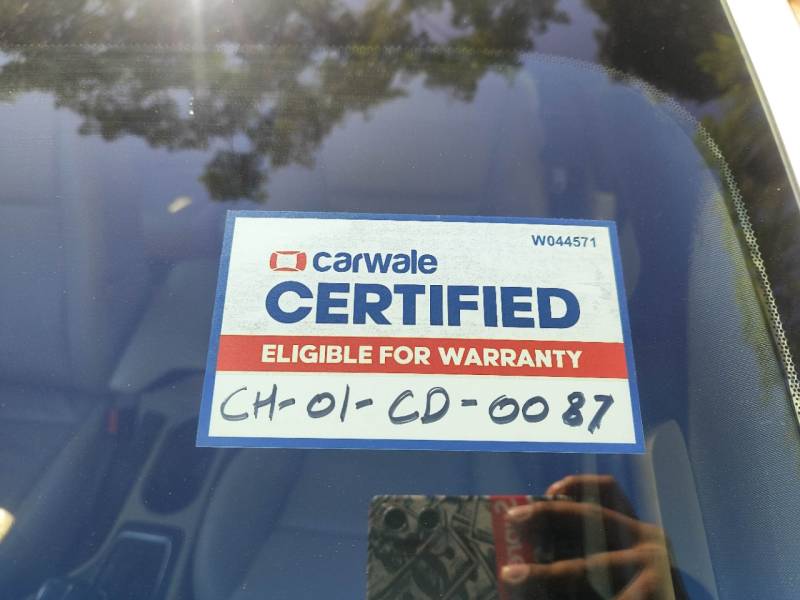 W044571
carwale
CERTIFIED
ELIGIBLE FOR WARRANTY
CH-01-CD-0087